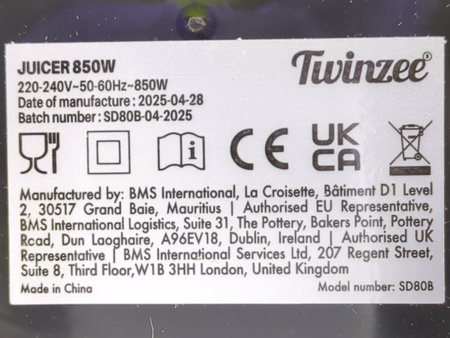 JUICER 850W
220-240V~50-60Hz~850W
Date of manufacture : 2025-04-28
Batch number : SD80B-04-2025
Twinzee®
CE
UK
CA
Manufactured by: BMS International, La Croisette, Bâtiment D1 Level
2, 30517 Grand Baie, Mauritius | Authorised EU Representative,
BMS International Logistics, Suite 31, The Pottery, Bakers Point, Pottery
Road, Dun Laoghaire, A96EV18, Dublin, Ireland | Authorised UK
Representative | BMS International Services Ltd, 207 Regent Street,
Suite 8, Third Floor,W1B 3HH London, United Kingdom
Made in China
Model number: SD80B